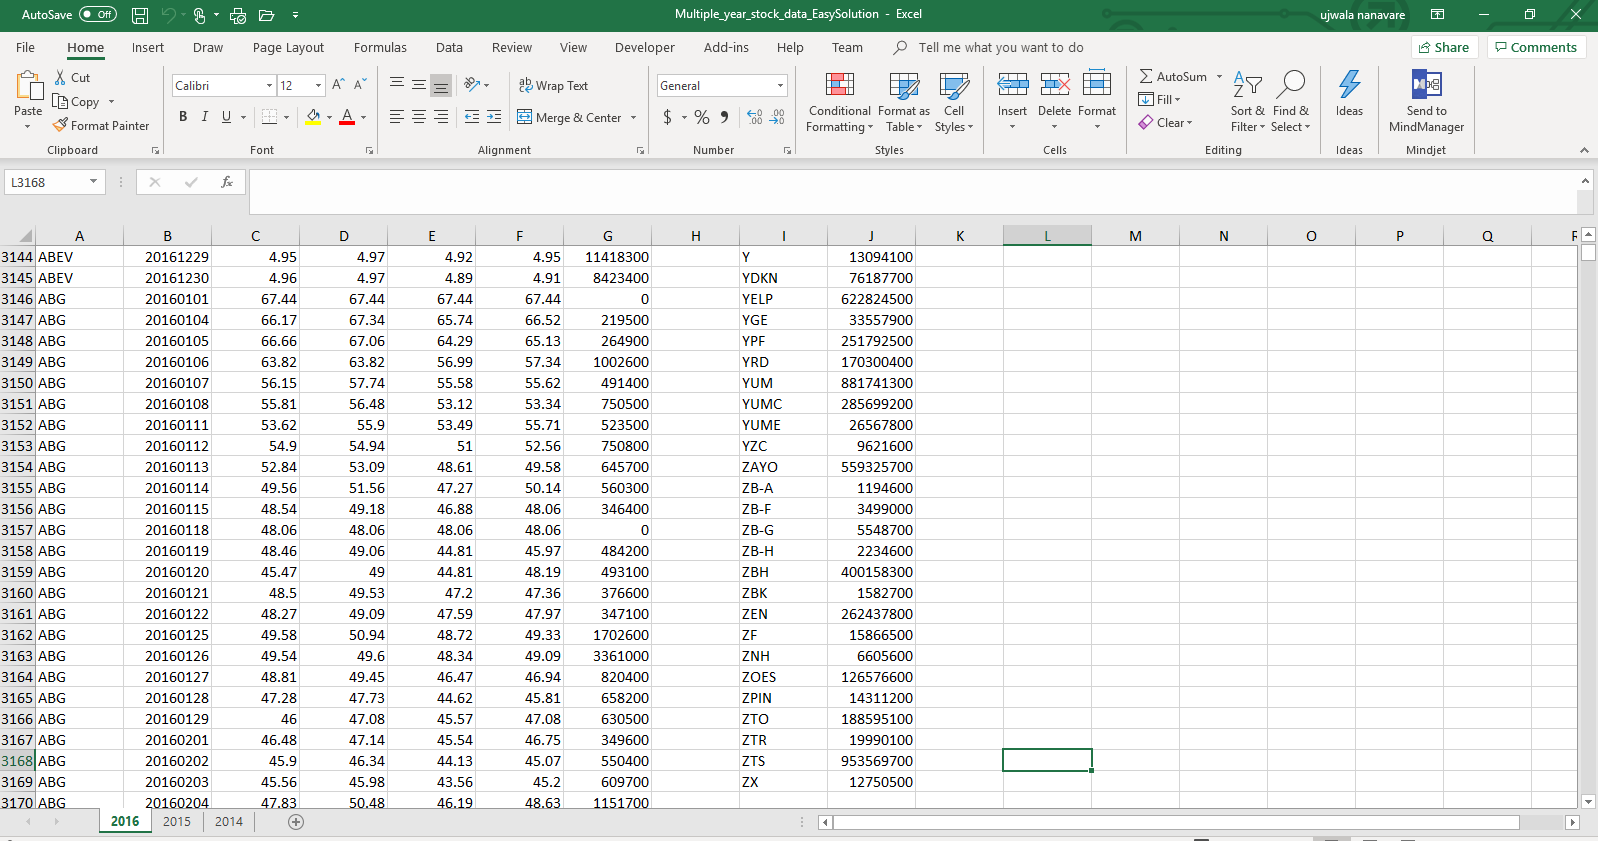 AutoSave Off Multiple_year_stock_data_EasySolution - Excel ujwala nanavare
File Home Insert Draw Page Layout Formulas Data Review View Developer Add-ins Help Team Tell me what you want to do Share Comments
Paste Cut Copy Format Painter Clipboard
Calibri 12 A A B I U A Font
ab Wrap Text Merge & Center Alignment
General $ % , Number
Conditional Formatting Format as Table Cell Styles Styles
Insert Delete Format Cells
AutoSum Fill Clear Sort & Filter Find & Select Editing
Ideas Ideas
Send to MindManager Mindjet
L3168 fx
A B C D E F G H I J K L M N O P Q R
3144 ABEV 20161229 4.95 4.97 4.92 4.95 11418300 Y 13094100
3145 ABEV 20161230 4.96 4.97 4.89 4.91 8423400 YDKN 76187700
3146 ABG 20160101 67.44 67.44 67.44 67.44 0 YELP 622824500
3147 ABG 20160104 66.17 67.34 65.74 66.52 219500 YGE 33557900
3148 ABG 20160105 66.66 67.06 64.29 65.13 264900 YPF 251792500
3149 ABG 20160106 63.82 63.82 56.99 57.34 1002600 YRD 170300400
3150 ABG 20160107 56.15 57.74 55.58 55.62 491400 YUM 881741300
3151 ABG 20160108 55.81 56.48 53.12 53.34 750500 YUMC 285699200
3152 ABG 20160111 53.62 55.9 53.49 55.71 523500 YUME 26567800
3153 ABG 20160112 54.9 54.94 51 52.56 750800 YZC 9621600
3154 ABG 20160113 52.84 53.09 48.61 49.58 645700 ZAYO 559325700
3155 ABG 20160114 49.56 51.56 47.27 50.14 560300 ZB-A 1194600
3156 ABG 20160115 48.54 49.18 46.88 48.06 346400 ZB-F 3499000
3157 ABG 20160118 48.06 48.06 48.06 48.06 0 ZB-G 5548700
3158 ABG 20160119 48.46 49.06 44.81 45.97 484200 ZB-H 2234600
3159 ABG 20160120 45.47 49 44.81 48.19 493100 ZBH 400158300
3160 ABG 20160121 48.5 49.53 47.2 47.36 376600 ZBK 1582700
3161 ABG 20160122 48.27 49.09 47.59 47.97 347100 ZEN 262437800
3162 ABG 20160125 49.58 50.94 48.72 49.33 1702600 ZF 15866500
3163 ABG 20160126 49.54 49.6 48.34 49.09 3361000 ZNH 6605600
3164 ABG 20160127 48.81 49.45 46.47 46.94 820400 ZOES 126576600
3165 ABG 20160128 47.28 47.73 44.62 45.81 658200 ZPIN 14311200
3166 ABG 20160129 46 47.08 45.57 47.08 630500 ZTO 188595100
3167 ABG 20160201 46.48 47.14 45.54 46.75 349600 ZTR 19990100
3168 ABG 20160202 45.9 46.34 44.13 45.07 550400 ZTS 953569700
3169 ABG 20160203 45.56 45.98 43.56 45.2 609700 ZX 12750500
3170 ABG 20160204 47.83 50.48 46.19 48.63 1151700
2016 2015 2014